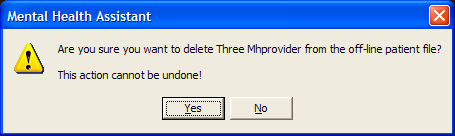 Mental Health Assistant
Are you sure you want to delete Three Mhprovider from the off-line patient file?
This action cannot be undone!
Yes
No